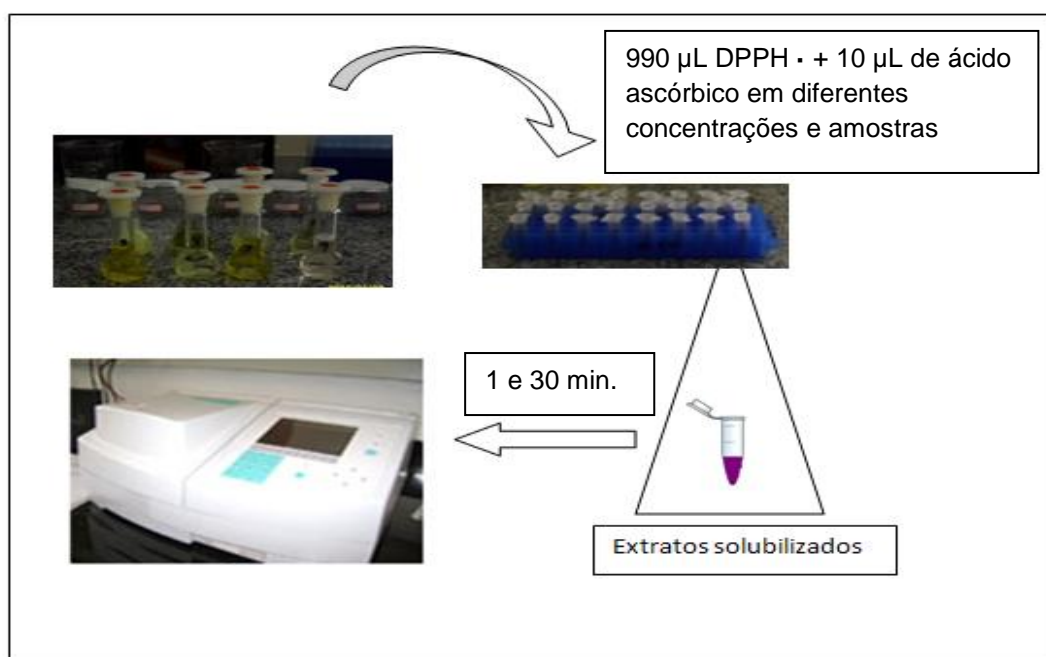 990 µL DPPH · + 10 µL de ácido
ascórbico em diferentes
concentrações e amostras
1 e 30 min.
Extratos solubilizados